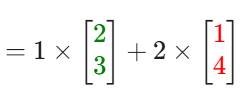 = 1 × [2 3] + 2 × [1 4]